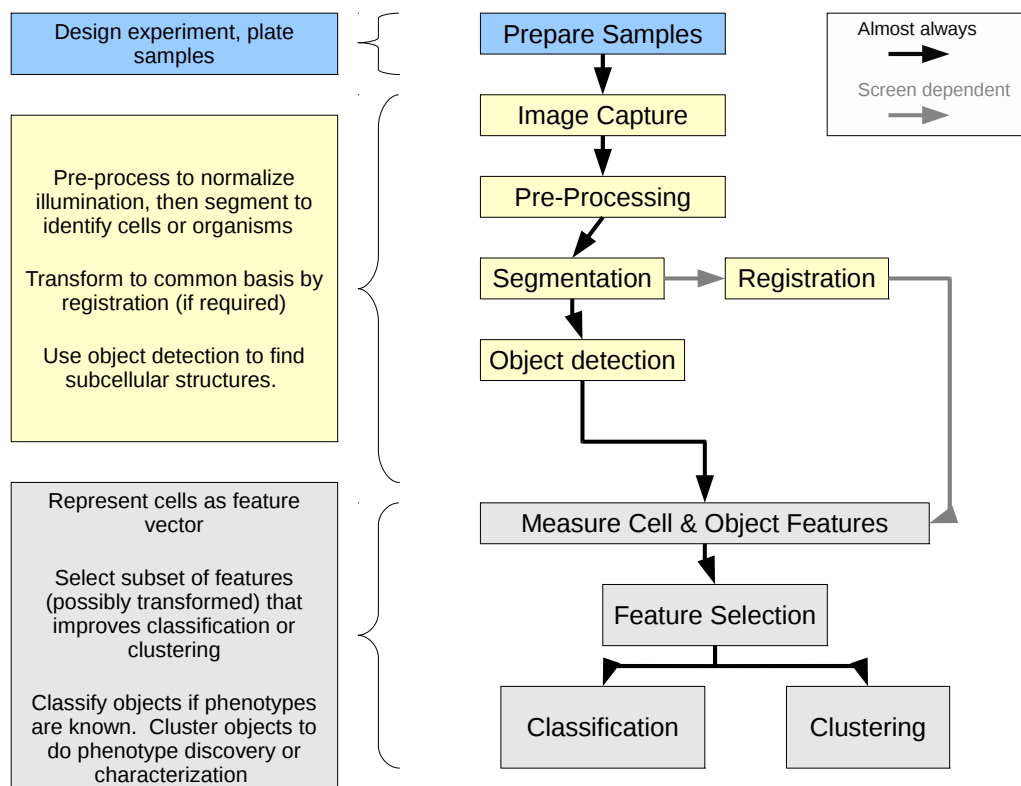 Design experiment, plate
samples
Prepare Samples
Almost always
Screen dependent
Image Capture
Pre-process to normalize
illumination, then segment to
identify cells or organisms
Transform to common basis by
registration (if required)
Use object detection to find
subcellular structures.
Pre-Processing
Segmentation
Registration
Object detection
Represent cells as feature
vector
Select subset of features
(possibly transformed) that
improves classification or
clustering
Classify objects if phenotypes
are known.  Cluster objects to
do phenotype discovery or
characterization
Measure Cell & Object Features
Feature Selection
Classification
Clustering